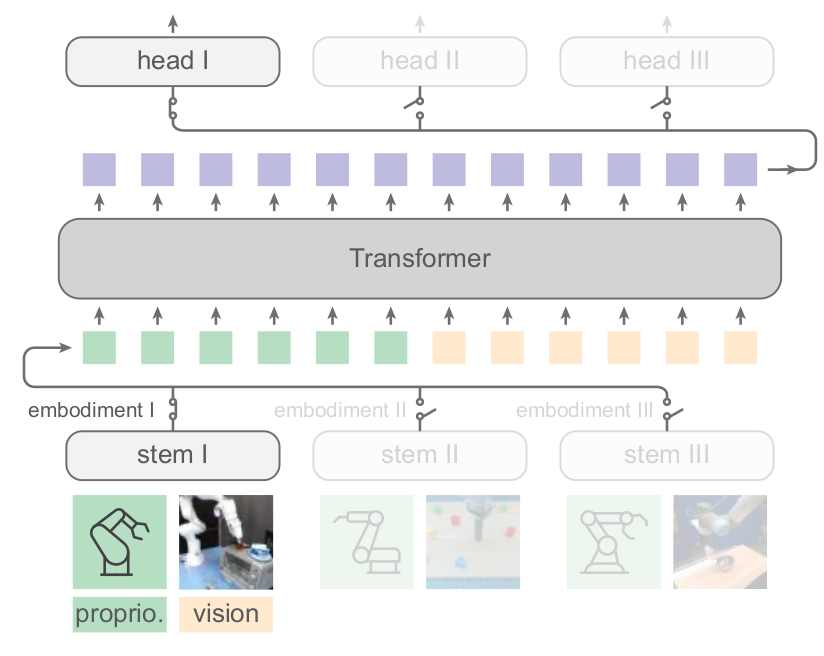 head I
head II
head III
Transformer
embodiment I
embodiment II
embodiment III
stem I
stem II
stem III
proprio.
vision